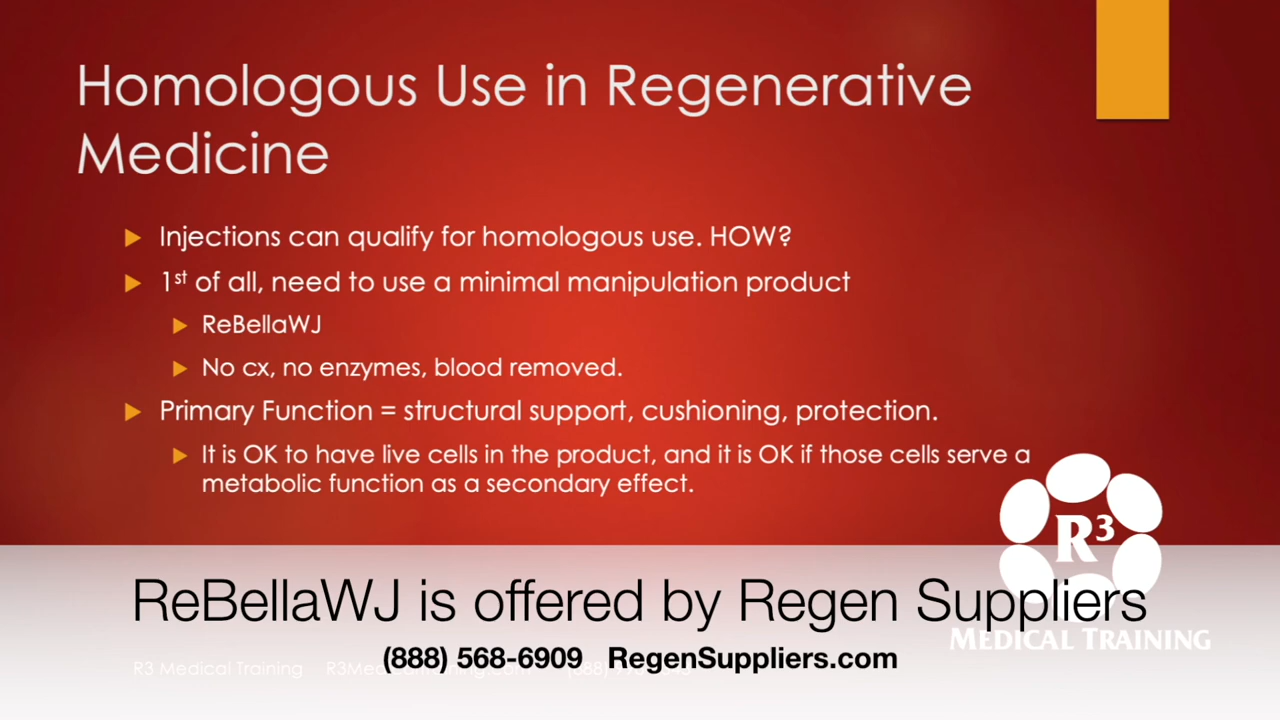 Homologous Use in Regenerative
Medicine
Injections can qualify for homologous use. HOW?
1st of all, need to use a minimal manipulation product
ReBellaWJ
No cx, no enzymes, blood removed.
Primary Function = structural support, cushioning, protection.
It is OK to have live cells in the product, and it is OK if those cells serve a
metabolic function as a secondary effect.
R3
MEDICAL TRAINING
ReBellaWJ is offered by Regen Suppliers
(888) 568-6909 RegenSuppliers.com
R3 Medical Training